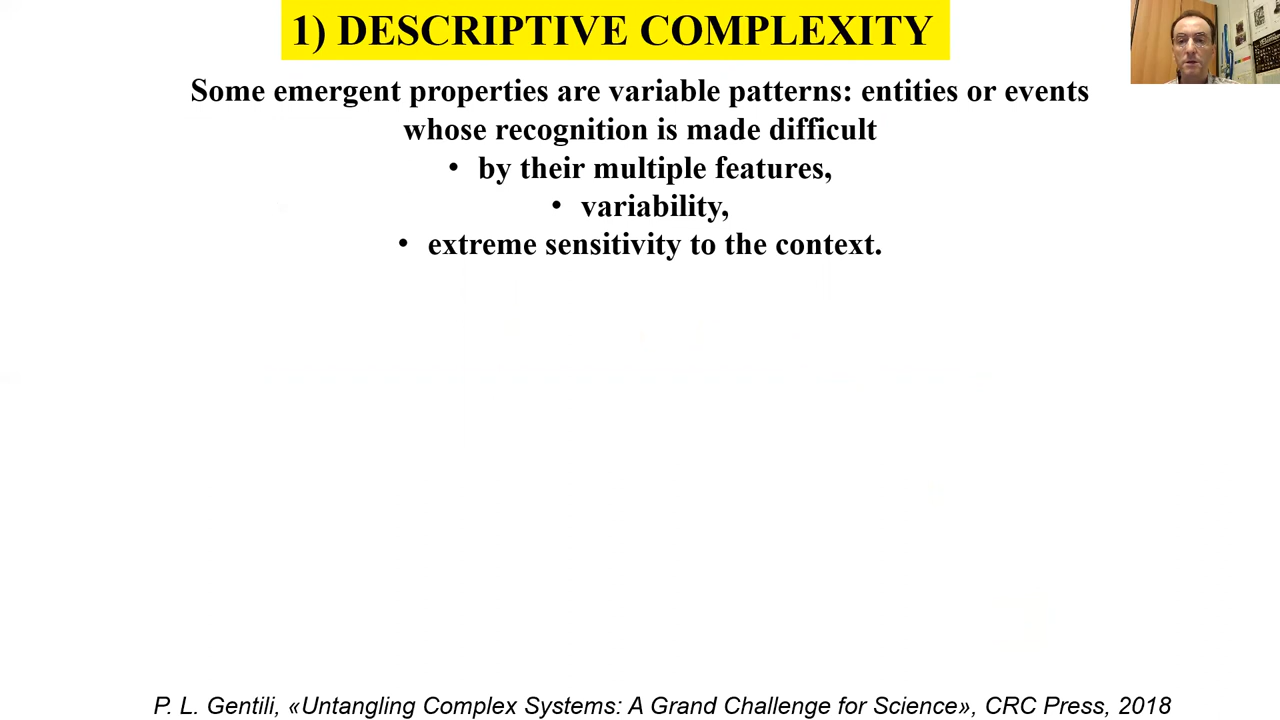 1) DESCRIPTIVE COMPLEXITY
Some emergent properties are variable patterns: entities or events
whose recognition is made difficult
• by their multiple features,
• variability,
• extreme sensitivity to the context.
P. L. Gentili, «Untangling Complex Systems: A Grand Challenge for Science», CRC Press, 2018